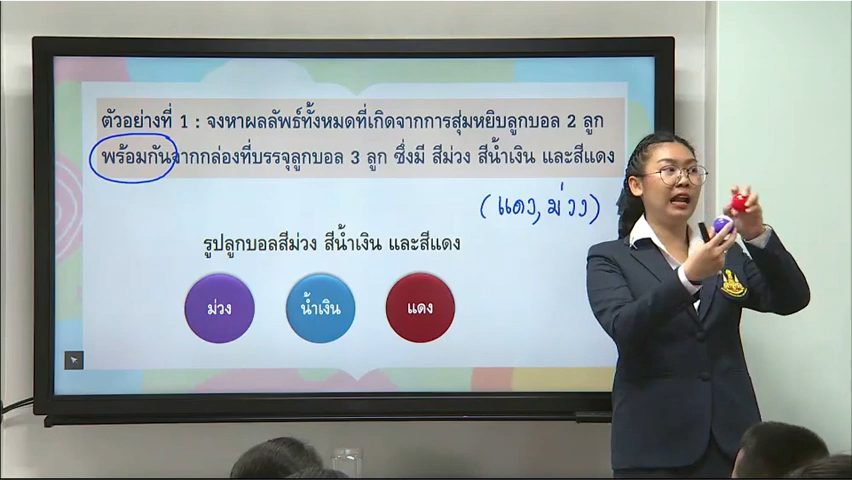 ตัวอย่างที่ 1 : จงหาผลลัพธ์ทั้งหมดที่เกิดจากการสุ่มหยิบลูกบอล 2 ลูก
พร้อมกันจากกล่องที่บรรจุลูกบอล 3 ลูก ซึ่งมี สีม่วง สีน้ำเงิน และสีแดง
(แดง,ม่วง)
รูปลูกบอลสีม่วง สีน้ำเงิน และสีแดง
ม่วง น้ำเงิน แดง